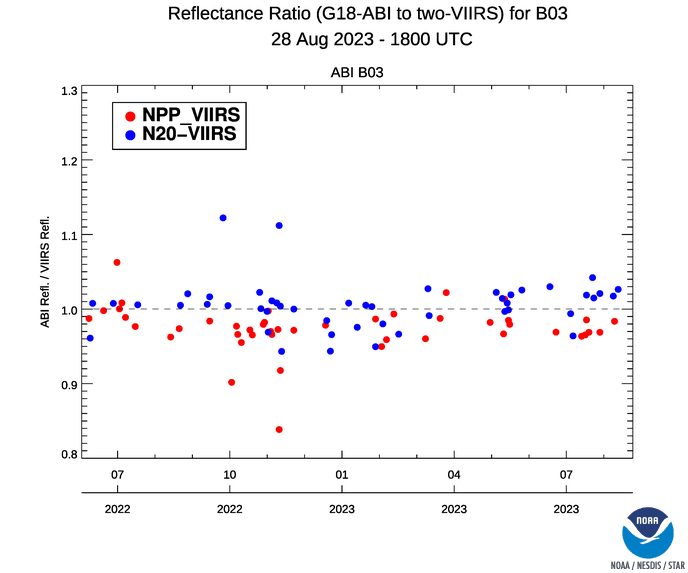 Reflectance Ratio (G18-ABI to two-VIIRS) for B03
28 Aug 2023 - 1800 UTC
ABI B03
1.3
NPP_VIIRS
N20-VIIRS
1.2
1.1
1.0
0.9
0.8
ABI Refl. / VIIRS Refl.
07 10 01 04 07
2022 2022 2023 2023 2023
NOAA
NOAA / NESDIS / STAR